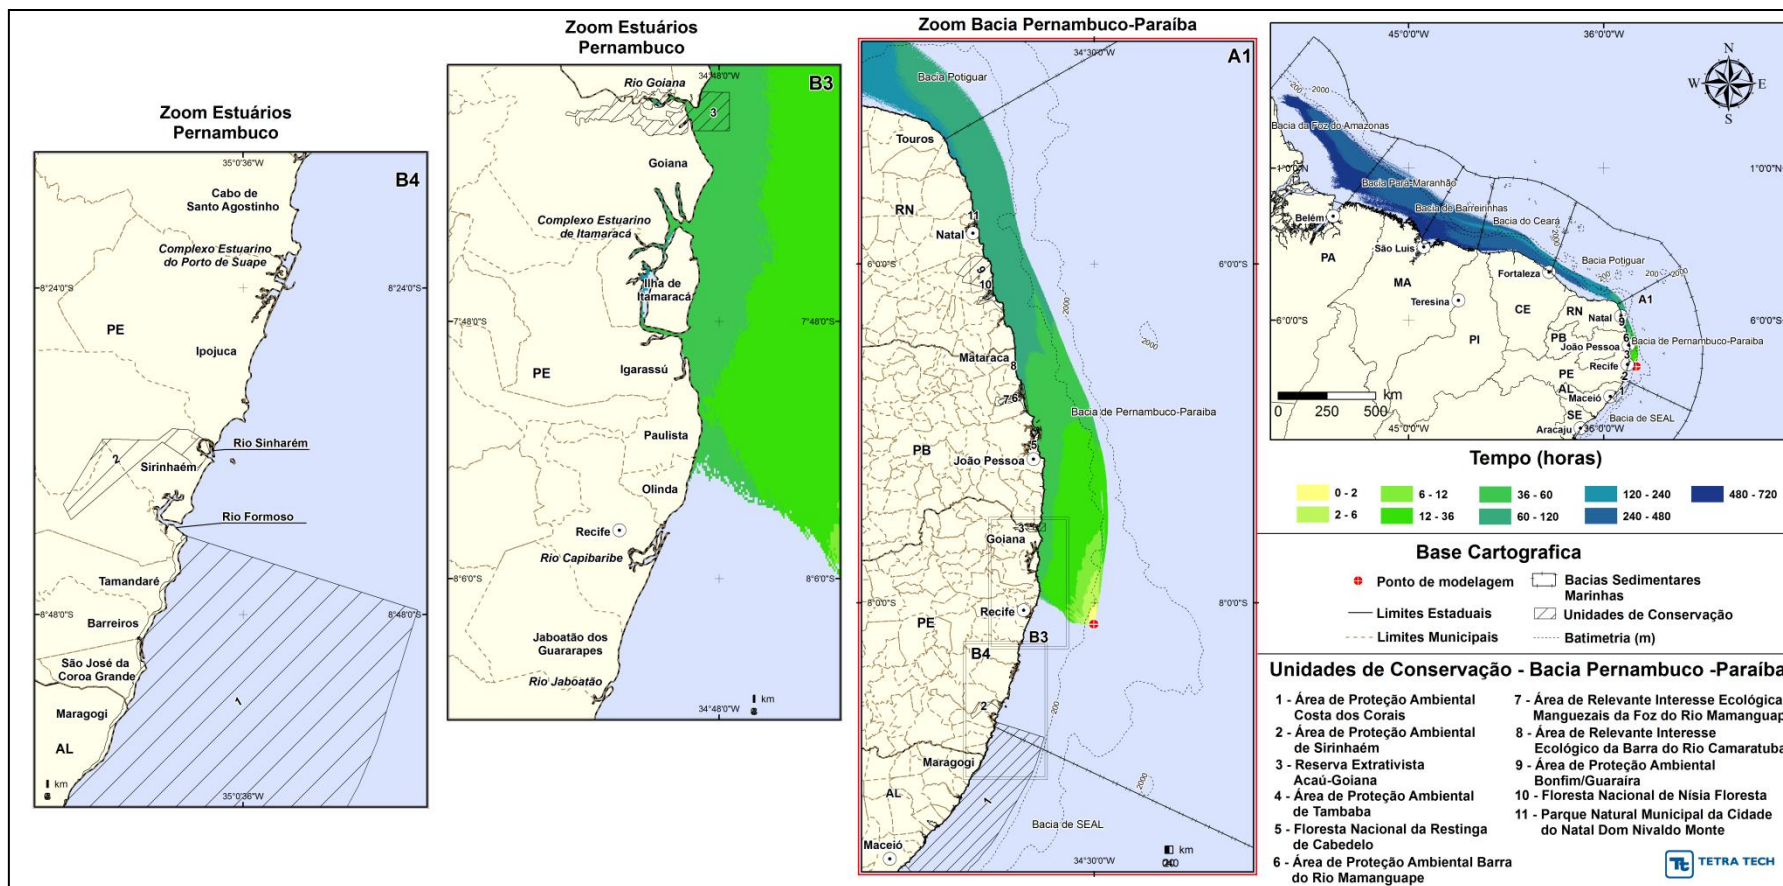 Zoom Estuários
Pernambuco
35°0'36"W
B4
Cabo de
Santo Agostinho
Complexo Estuarino
do Porto de Suape
8°24'0"S
8°24'0"S
PE
Ipojuca
Rio Sinharém
2
Sirinhaém
Rio Formoso
Tamandaré
8°48'0"S
8°48'0"S
Barreiros
São José da
Coroa Grande
1
Maragogi
AL
km
35°0'36"W
Zoom Estuários
Pernambuco
34°48'0"W
B3
Rio Goiana
3
Goiana
Complexo Estuarino
de Itamaracá
Ilha de
Itamaracá
7°48'0"S
7°48'0"S
PE
Igarassú
Paulista
Olinda
Recife
Rio Capibaribe
8°6'0"S
8°6'0"S
Jaboatão dos
Guararapes
Rio Jaboatão
km
34°48'0"W
Zoom Bacia Pernambuco-Paraíba
34°30'0"W
A1
Bacia Potiguar
Touros
RN
11
Natal
9
10
6°0'0"S
6°0'0"S
2000
200
2000
Mataraca
8
7
6
Bacia de Pernambuco-Paraiba
PB
5
João Pessoa
3
Goiana
8°0'0"S
8°0'0"S
Recife
PE
B3
B4
2
200
Maragogi
2000
AL
1
Bacia de SEAL
Maceió
km
34°30'0"W
45°0'0"W
36°0'0"W
N
W
E
S
200
2000
Bacia da Foz do Amazonas
1°0'0"N
1°0'0"N
Bacia Pará-Maranhão
Bacia de Barreirinhas
Bacia do Ceará
Belém
2000
São Luis
Bacia Potiguar
Fortaleza
200
2000
PA
MA
A1
Teresina
CE
RN
Natal
9
6°0'0"S
6°0'0"S
PI
PB
6
João Pessoa
Bacia de Pernambuco-Paraiba
3
Recife
PE
2
km
AL
1
Maceió
0
250
500
SE
Bacia de SEAL
Aracaju
45°0'0"W
36°0'0"W
Tempo (horas)
0 - 2
6 - 12
36 - 60
120 - 240
480 - 720
2 - 6
12 - 36
60 - 120
240 - 480
Base Cartografica
Ponto de modelagem
Bacias Sedimentares
Marinhas
Limites Estaduais
Unidades de Conservação
Limites Municipais
Batimetria (m)
Unidades de Conservação - Bacia Pernambuco -Paraíba
1 - Área de Proteção Ambiental
Costa dos Corais
2 - Área de Proteção Ambiental
de Sirinhaém
3 - Reserva Extrativista
Acaú-Goiana
4 - Área de Proteção Ambiental
de Tambaba
5 - Floresta Nacional da Restinga
de Cabedelo
6 - Área de Proteção Ambiental Barra
do Rio Mamanguape
7 - Área de Relevante Interesse Ecológica
Manguezais da Foz do Rio Mamanguap
8 - Área de Relevante Interesse
Ecológico da Barra do Rio Camaratuba
9 - Área de Proteção Ambiental
Bonfim/Guaraíra
10 - Floresta Nacional de Nísia Floresta
11 - Parque Natural Municipal da Cidade
do Natal Dom Nivaldo Monte
Tt
TETRA TECH